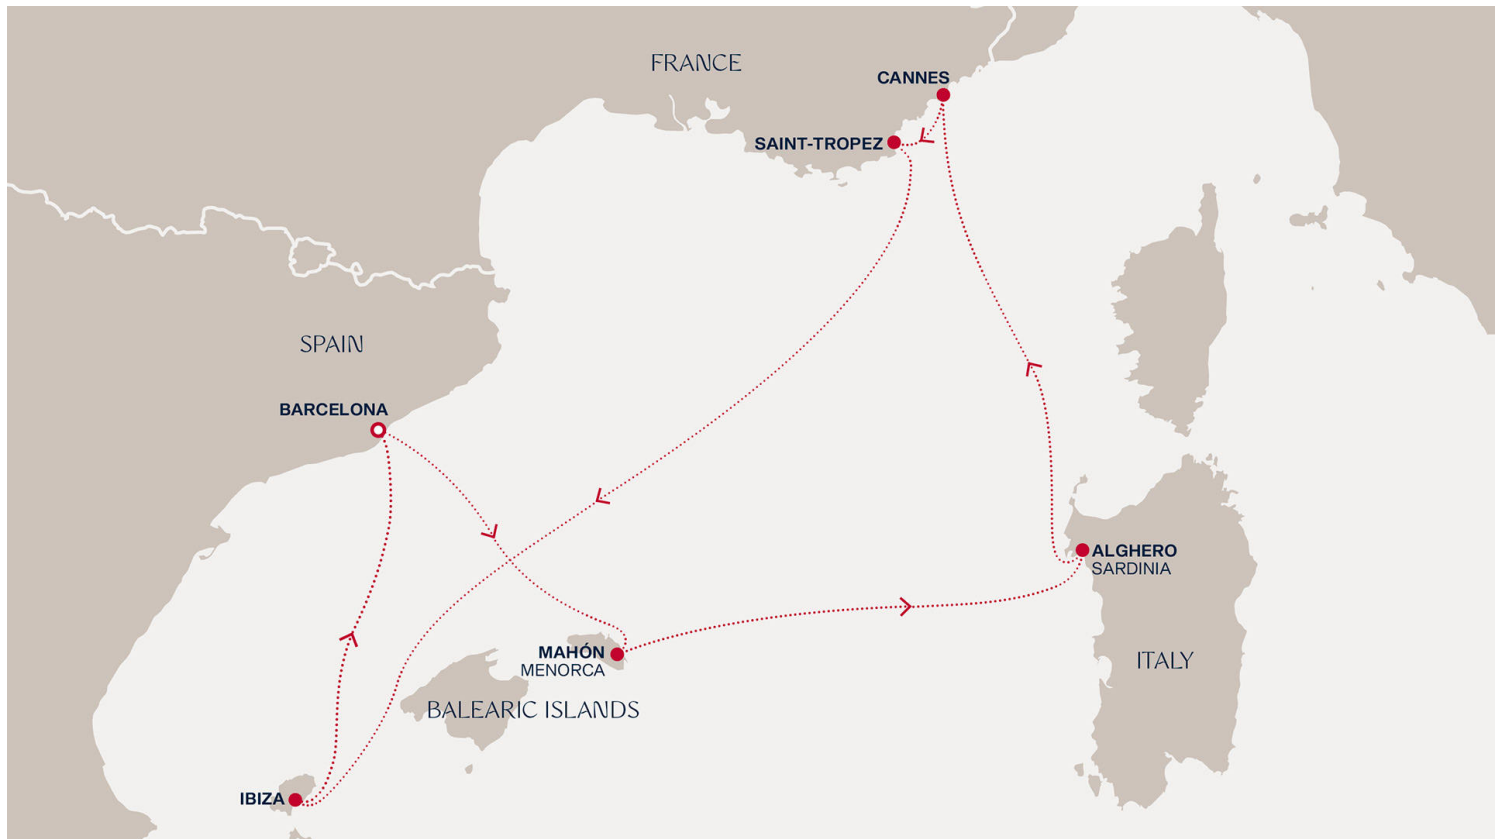 FRANCE
CANNES
SAINT-TROPEZ
SPAIN
BARCELONA
ALGHERO
SARDINIA
MAHÓN
MENORCA
ITALY
BALEARIC ISLANDS
IBIZA